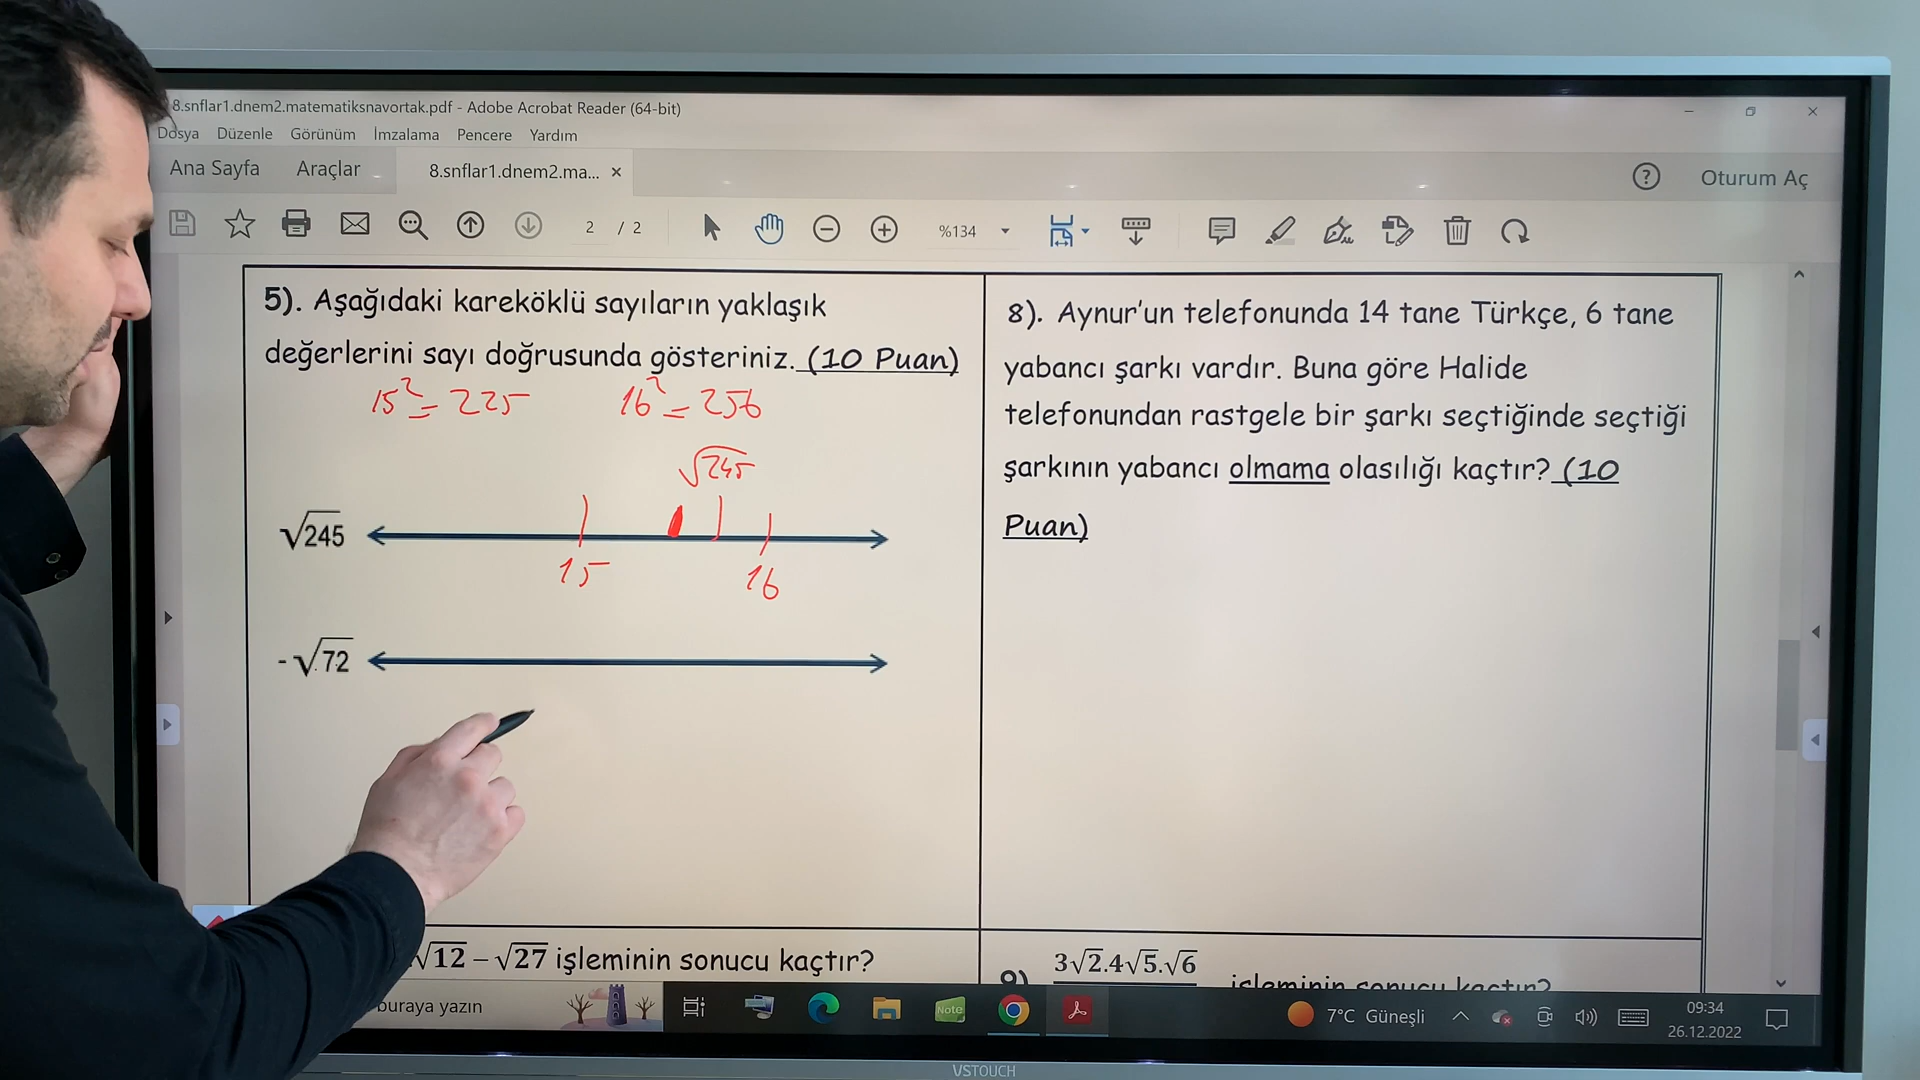 8.snflar1.dnem2.matematiksnavortak.pdf - Adobe Acrobat Reader (64-bit)
Dosya Düzenle Görünüm İmzalama Pencere Yardım
Ana Sayfa Araçlar 8.snflar1.dnem2.ma... × Oturum Aç
2 / 2 %134
5). Aşağıdaki kareköklü sayıların yaklaşık
değerlerini sayı doğrusunda gösteriniz. (10 Puan)
15² = 225 16² = 256
√245
√245
15 16
-√72
8). Aynur'un telefonunda 14 tane Türkçe, 6 tane
yabancı şarkı vardır. Buna göre Halide
telefonundan rastgele bir şarkı seçtiğinde seçtiği
şarkının yabancı olmama olasılığı kaçtır? (10
Puan)
√12 – √27 işleminin sonucu kaçtır?
9) 3√2.4√5.√6 işleminin sonucu kaçtır?
buraya yazın
Note
7°C Güneşli
09:34
26.12.2022
VSTOUCH